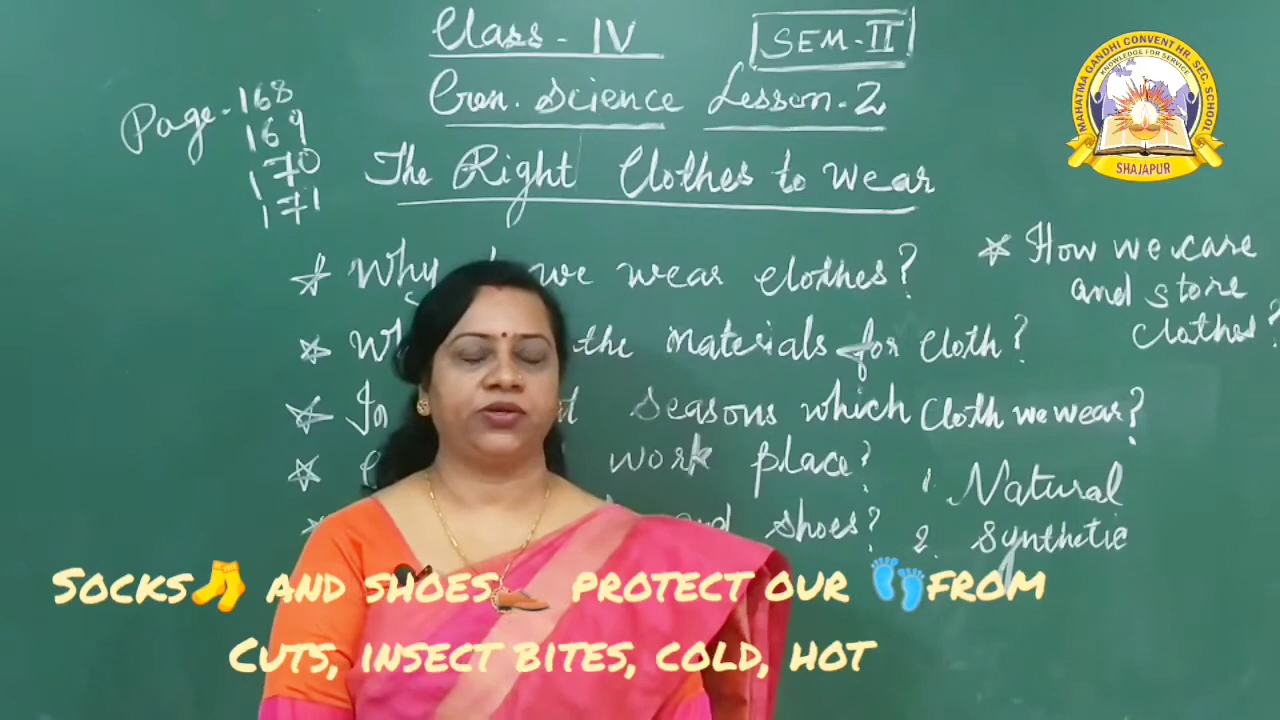 Class - IV
SEM - II
Gen. Science Lesson - 2
Page - 168
169
170
171
The Right Clothes to wear
Why we wear clothes?
How we care
and store
clothes?
the materials for cloth?
seasons which cloth we wear?
work place?
1. Natural
and shoes?
2. Synthetic
SOCKS🧦 AND SHOES👞 PROTECT OUR 👣FROM
CUTS, INSECT BITES, COLD, HOT
MAHATMA GANDHI CONVENT HR. SEC. SCHOOL
KNOWLEDGE FOR SERVICE
SHAJAPUR